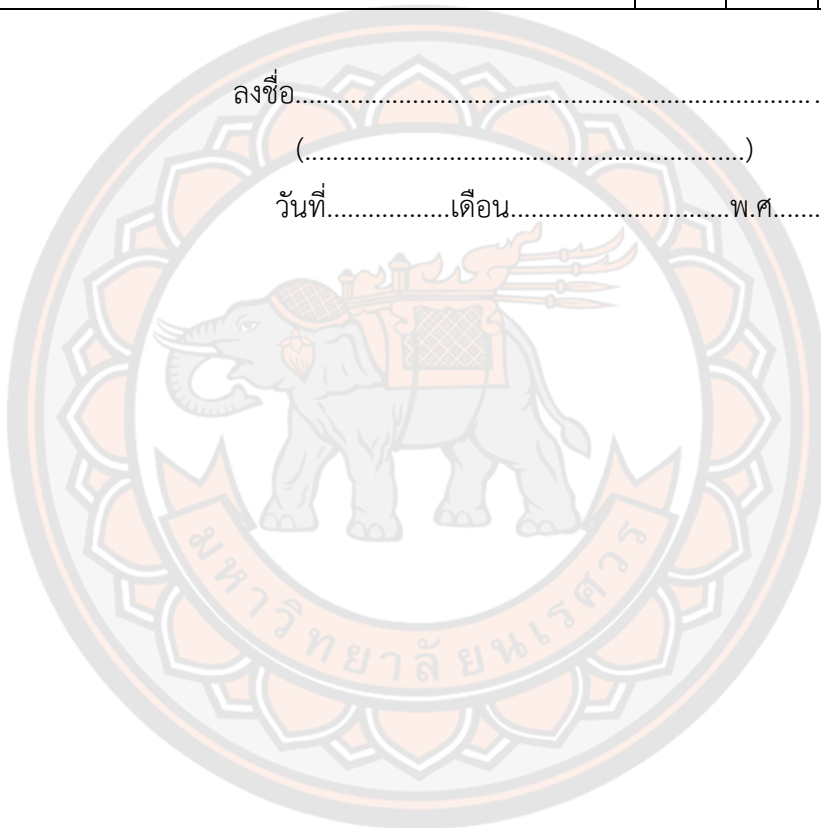 ลงชื่อ.............................................................................
(................................................................)
วันที่..................เดือน................................พ.ศ.......
มหาวิทยาลัยนเรศวร